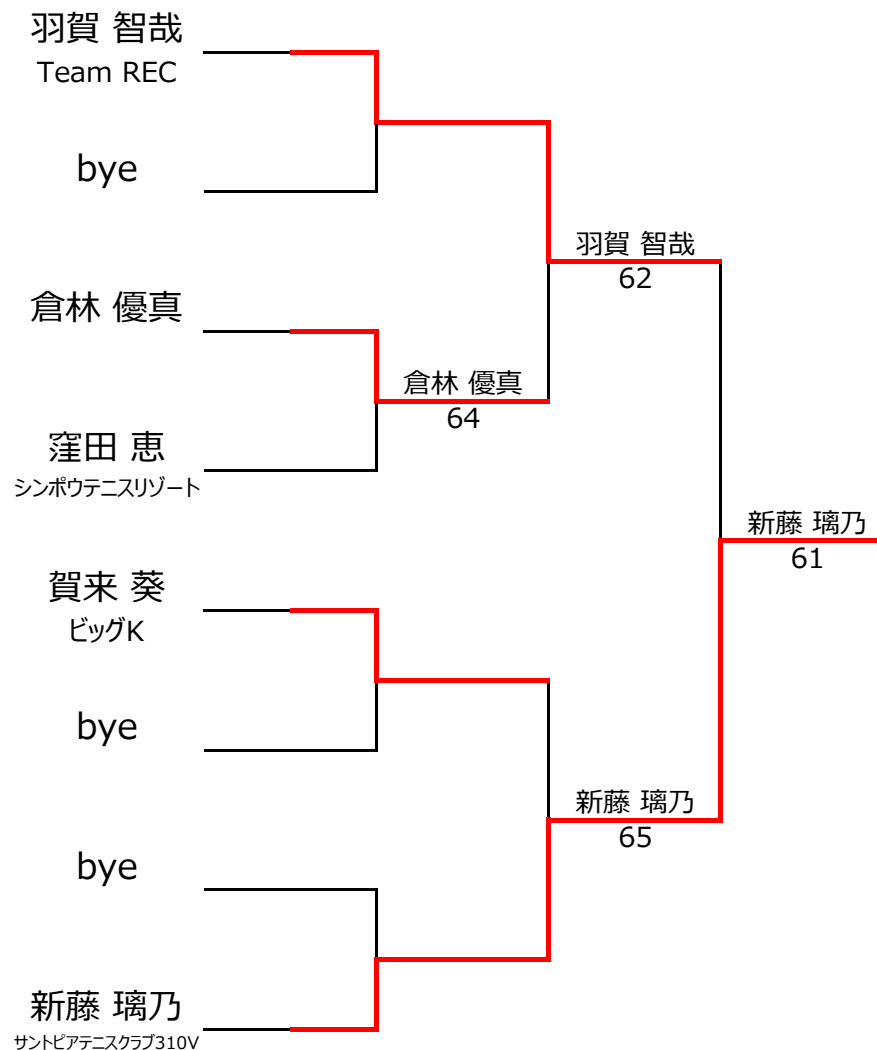 羽賀 智哉
Team REC
bye
羽賀 智哉
62
倉林 優真
倉林 優真
64
窪田 恵
シンポウテニスリゾート
新藤 璃乃
61
賀来 葵
ビッグK
bye
新藤 璃乃
65
bye
新藤 璃乃
サントピアテニスクラブ310V